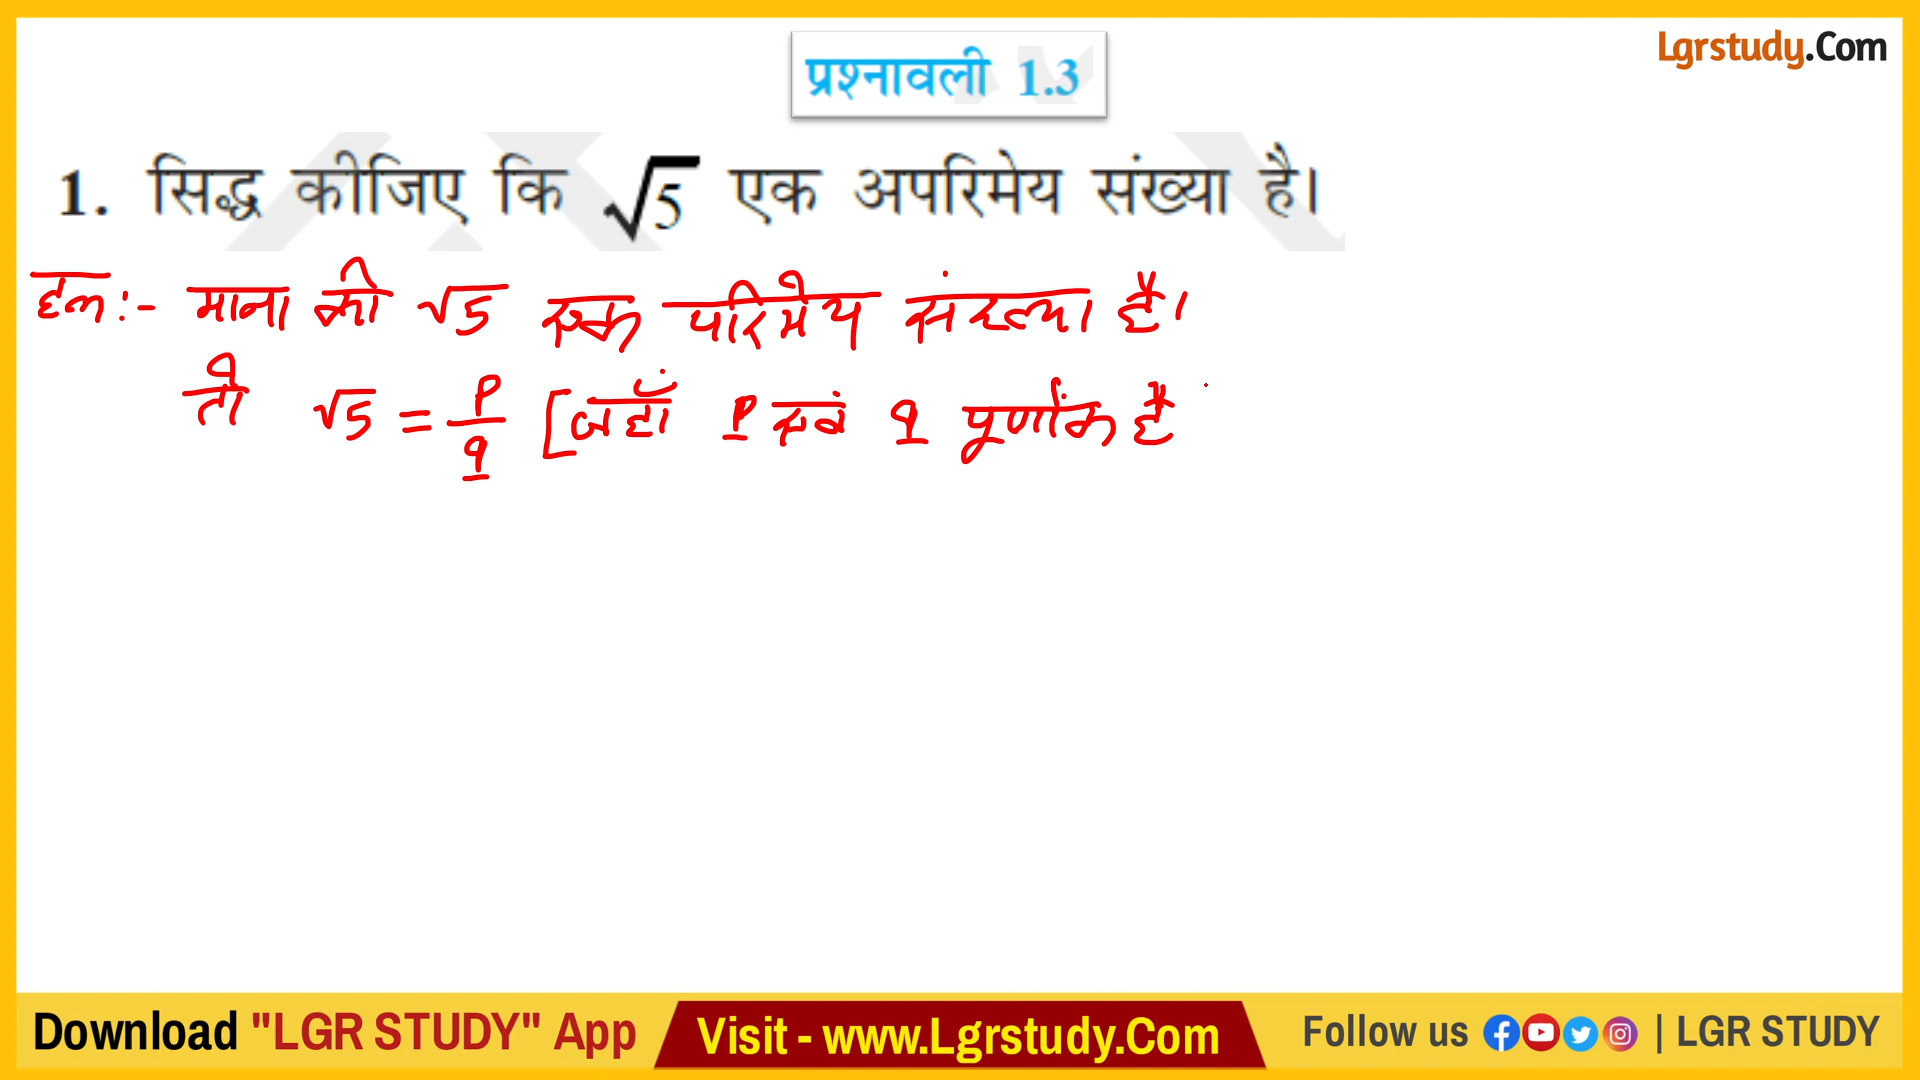 Lgrstudy.Com
प्रश्नावली 1.3
1. सिद्ध कीजिए कि √5 एक अपरिमेय संख्या है।
हल :- माना की √5 एक परिमेय संख्या है।
तो √5 = P/q [जहाँ P एवं q पूर्णांक है
Download "LGR STUDY" App
Visit - www.Lgrstudy.Com
Follow us | LGR STUDY